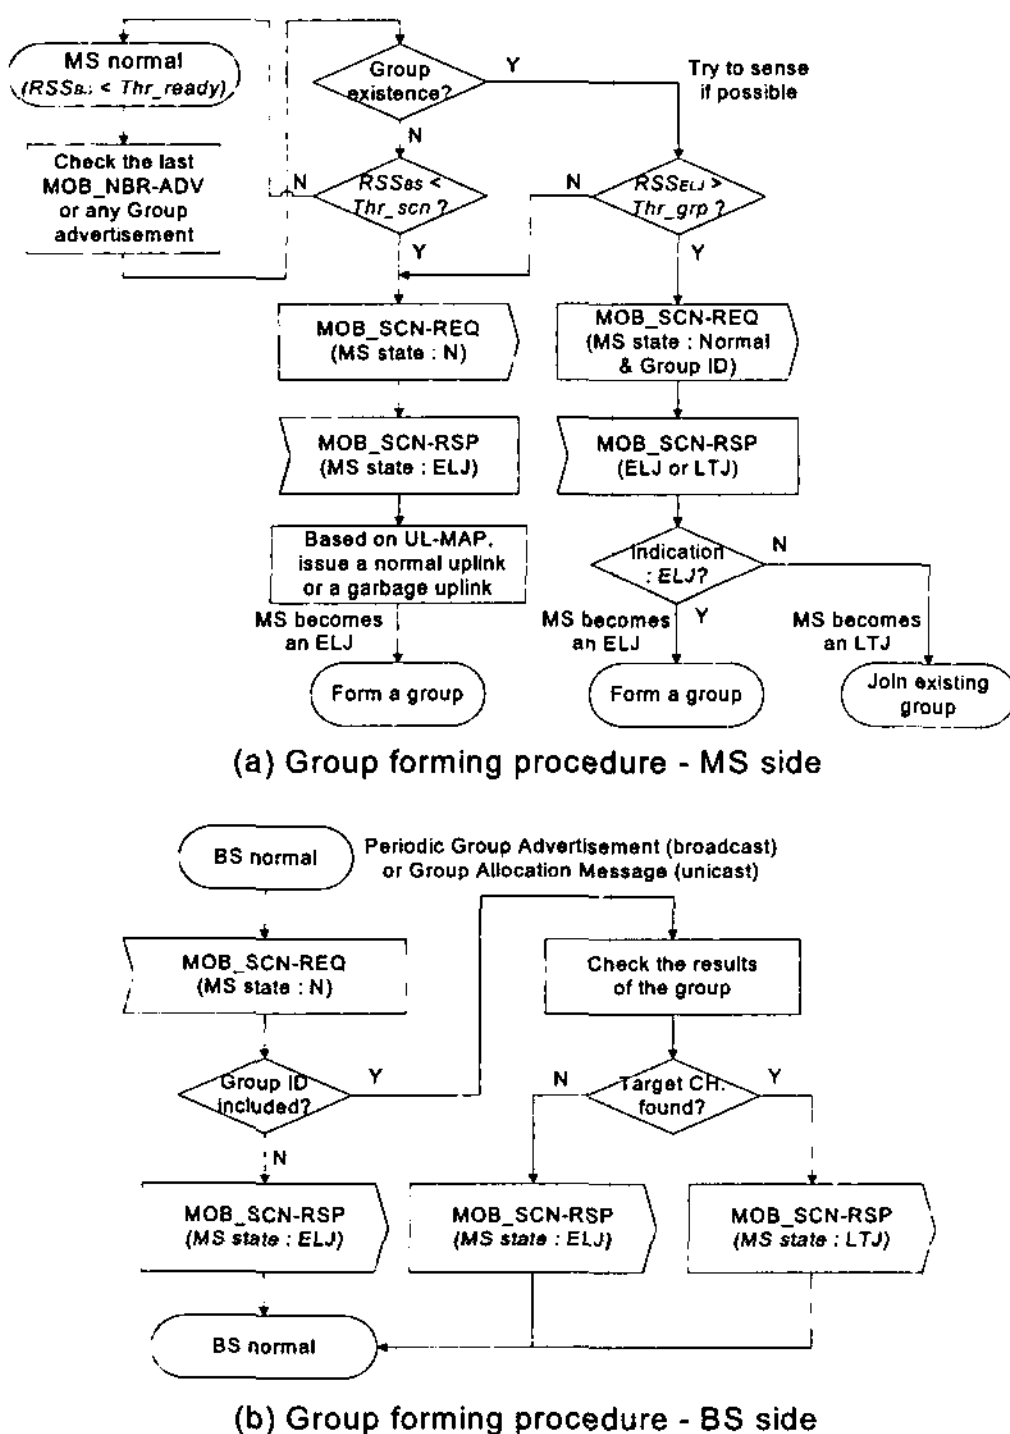 MS normal
(RSSBS < Thr_ready)
Check the last
MOB_NBR-ADV
or any Group
advertisement
Group
existence?
Y
N
Try to sense
if possible
RSSBS <
Thr_scn ?
N
Y
RSSELJ >
Thr_grp ?
N
Y
MOB_SCN-REQ
(MS state : N)
MOB_SCN-REQ
(MS state : Normal
& Group ID)
MOB_SCN-RSP
(MS state : ELJ)
MOB_SCN-RSP
(ELJ or LTJ)
Based on UL-MAP,
issue a normal uplink
or a garbage uplink
Indication
: ELJ?
N
Y
MS becomes
an ELJ
MS becomes
an ELJ
MS becomes
an LTJ
Form a group
Form a group
Join existing
group
(a) Group forming procedure - MS side
BS normal
Periodic Group Advertisement (broadcast)
or Group Allocation Message (unicast)
MOB_SCN-REQ
(MS state : N)
Check the results
of the group
Group ID
included?
Y
N
Target CH.
found?
N
Y
MOB_SCN-RSP
(MS state : ELJ)
MOB_SCN-RSP
(MS state : ELJ)
MOB_SCN-RSP
(MS state : LTJ)
BS normal
(b) Group forming procedure - BS side